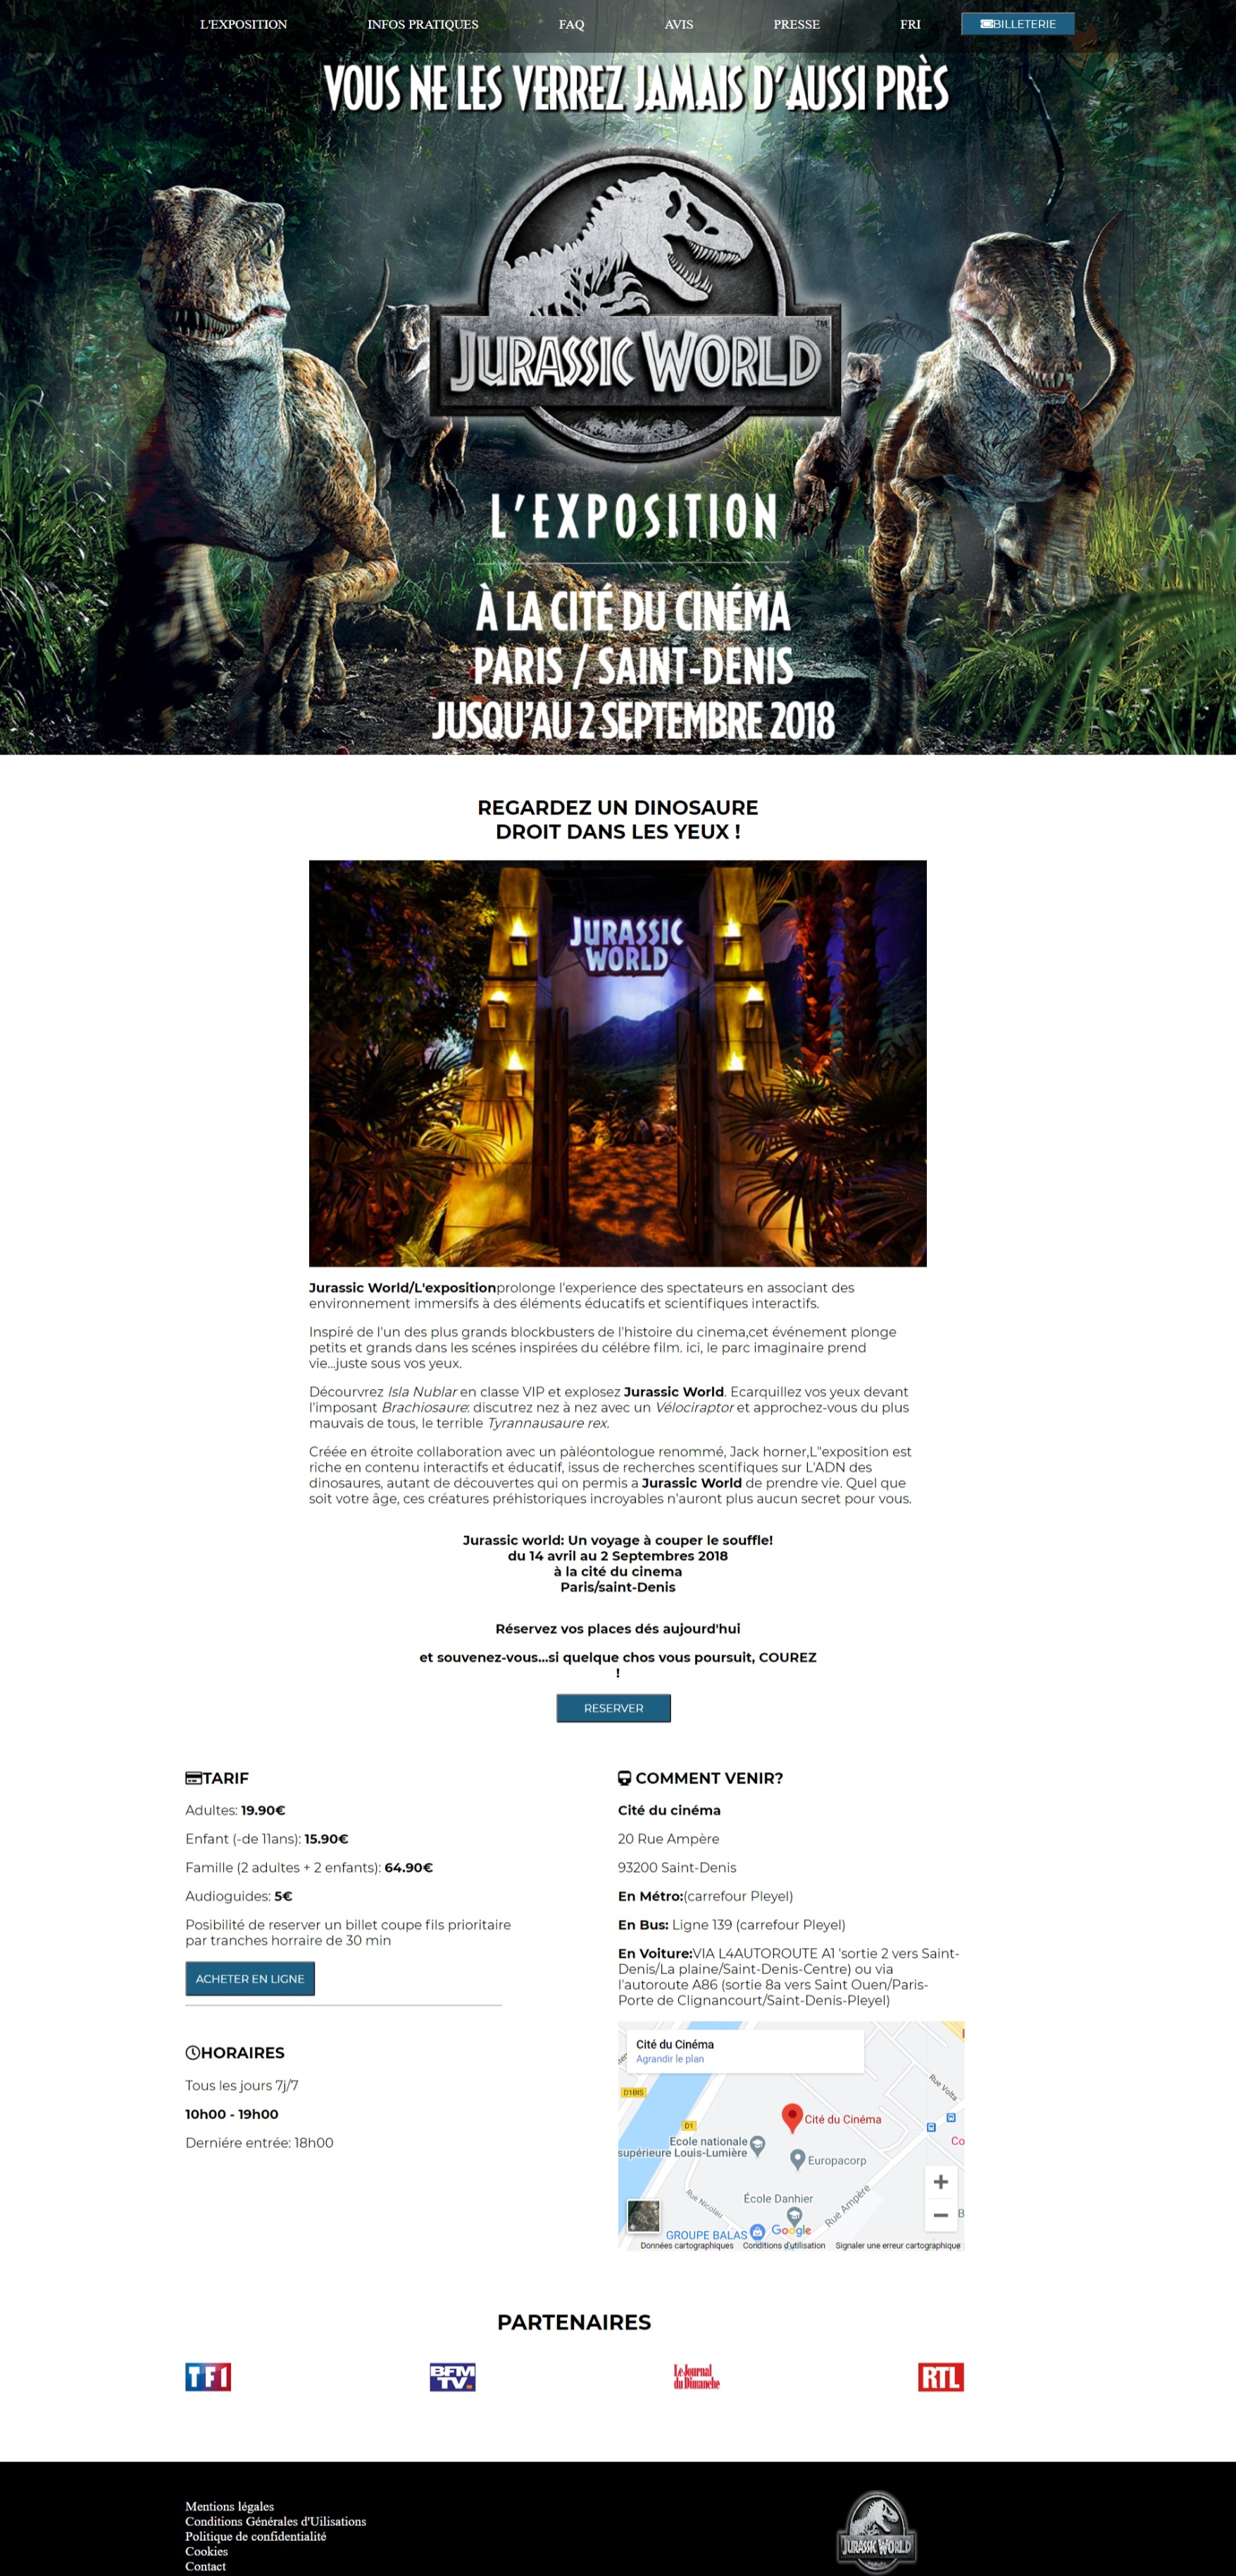 L'EXPOSITION INFOS PRATIQUES FAQ AVIS PRESSE FRI BILLETERIE
VOUS NE LES VERREZ JAMAIS D'AUSSI PRÈS
JURASSIC WORLD TM
L'EXPOSITION
À LA CITÉ DU CINÉMA
PARIS / SAINT-DENIS
JUSQU'AU 2 SEPTEMBRE 2018
REGARDEZ UN DINOSAURE
DROIT DANS LES YEUX !
JURASSIC
WORLD
Jurassic World/L'expositionprolonge l'experience des spectateurs en associant des
environnement immersifs à des éléments éducatifs et scientifiques interactifs.
Inspiré de l'un des plus grands blockbusters de l'histoire du cinema,cet événement plonge
petits et grands dans les scénes inspirées du célébre film. ici, le parc imaginaire prend
vie...juste sous vos yeux.
Décourvrez Isla Nublar en classe VIP et explosez Jurassic World. Ecarquillez vos yeux devant
l'imposant Brachiosaure: discutrez nez à nez avec un Vélociraptor et approchez-vous du plus
mauvais de tous, le terrible Tyrannausaure rex.
Créée en étroite collaboration avec un pàléontologue renommé, Jack horner,L"exposition est
riche en contenu interactifs et éducatif, issus de recherches scentifiques sur L'ADN des
dinosaures, autant de découvertes qui on permis a Jurassic World de prendre vie. Quel que
soit votre âge, ces créatures préhistoriques incroyables n'auront plus aucun secret pour vous.
Jurassic world: Un voyage à couper le souffle!
du 14 avril au 2 Septembres 2018
à la cité du cinema
Paris/saint-Denis
Réservez vos places dés aujourd'hui
et souvenez-vous...si quelque chos vous poursuit, COUREZ
!
RESERVER
TARIF
Adultes: 19.90€
Enfant (-de 11ans): 15.90€
Famille (2 adultes + 2 enfants): 64.90€
Audioguides: 5€
Posibilité de reserver un billet coupe fils prioritaire
par tranches horraire de 30 min
ACHETER EN LIGNE
HORAIRES
Tous les jours 7j/7
10h00 - 19h00
Derniére entrée: 18h00
COMMENT VENIR?
Cité du cinéma
20 Rue Ampère
93200 Saint-Denis
En Métro:(carrefour Pleyel)
En Bus: Ligne 139 (carrefour Pleyel)
En Voiture:VIA L4AUTOROUTE A1 'sortie 2 vers Saint-
Denis/La plaine/Saint-Denis-Centre) ou via
l'autoroute A86 (sortie 8a vers Saint Ouen/Paris-
Porte de Clignancourt/Saint-Denis-Pleyel)
Cité du Cinéma
Agrandir le plan
Rue Volta
D1BIS
D1
Cité du Cinéma
Co
Ecole nationale
supérieure Louis-Lumière
Europacorp
Rue Nicolau
École Danhier
Rue Ampère
B
GROUPE BALAS
Google
Données cartographiques Conditions d'utilisation Signaler une erreur cartographique
PARTENAIRES
TF1
BFM
TV.
Le Journal
du Dimanche
RTL
Mentions légales
Conditions Générales d'Uilisations
Politique de confidentialité
Cookies
Contact
JURASSIC WORLD